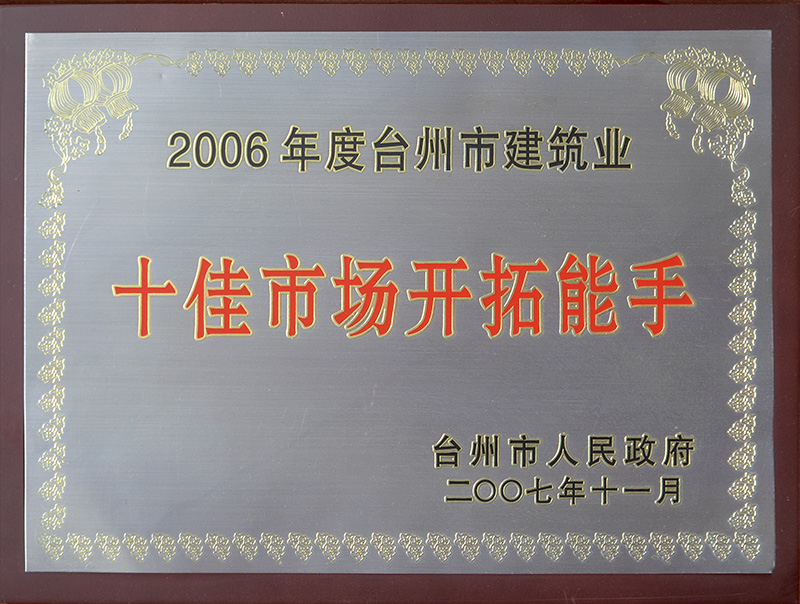 2006年度台州市建筑业
十佳市场开拓能手
台州市人民政府
二〇〇七年十一月